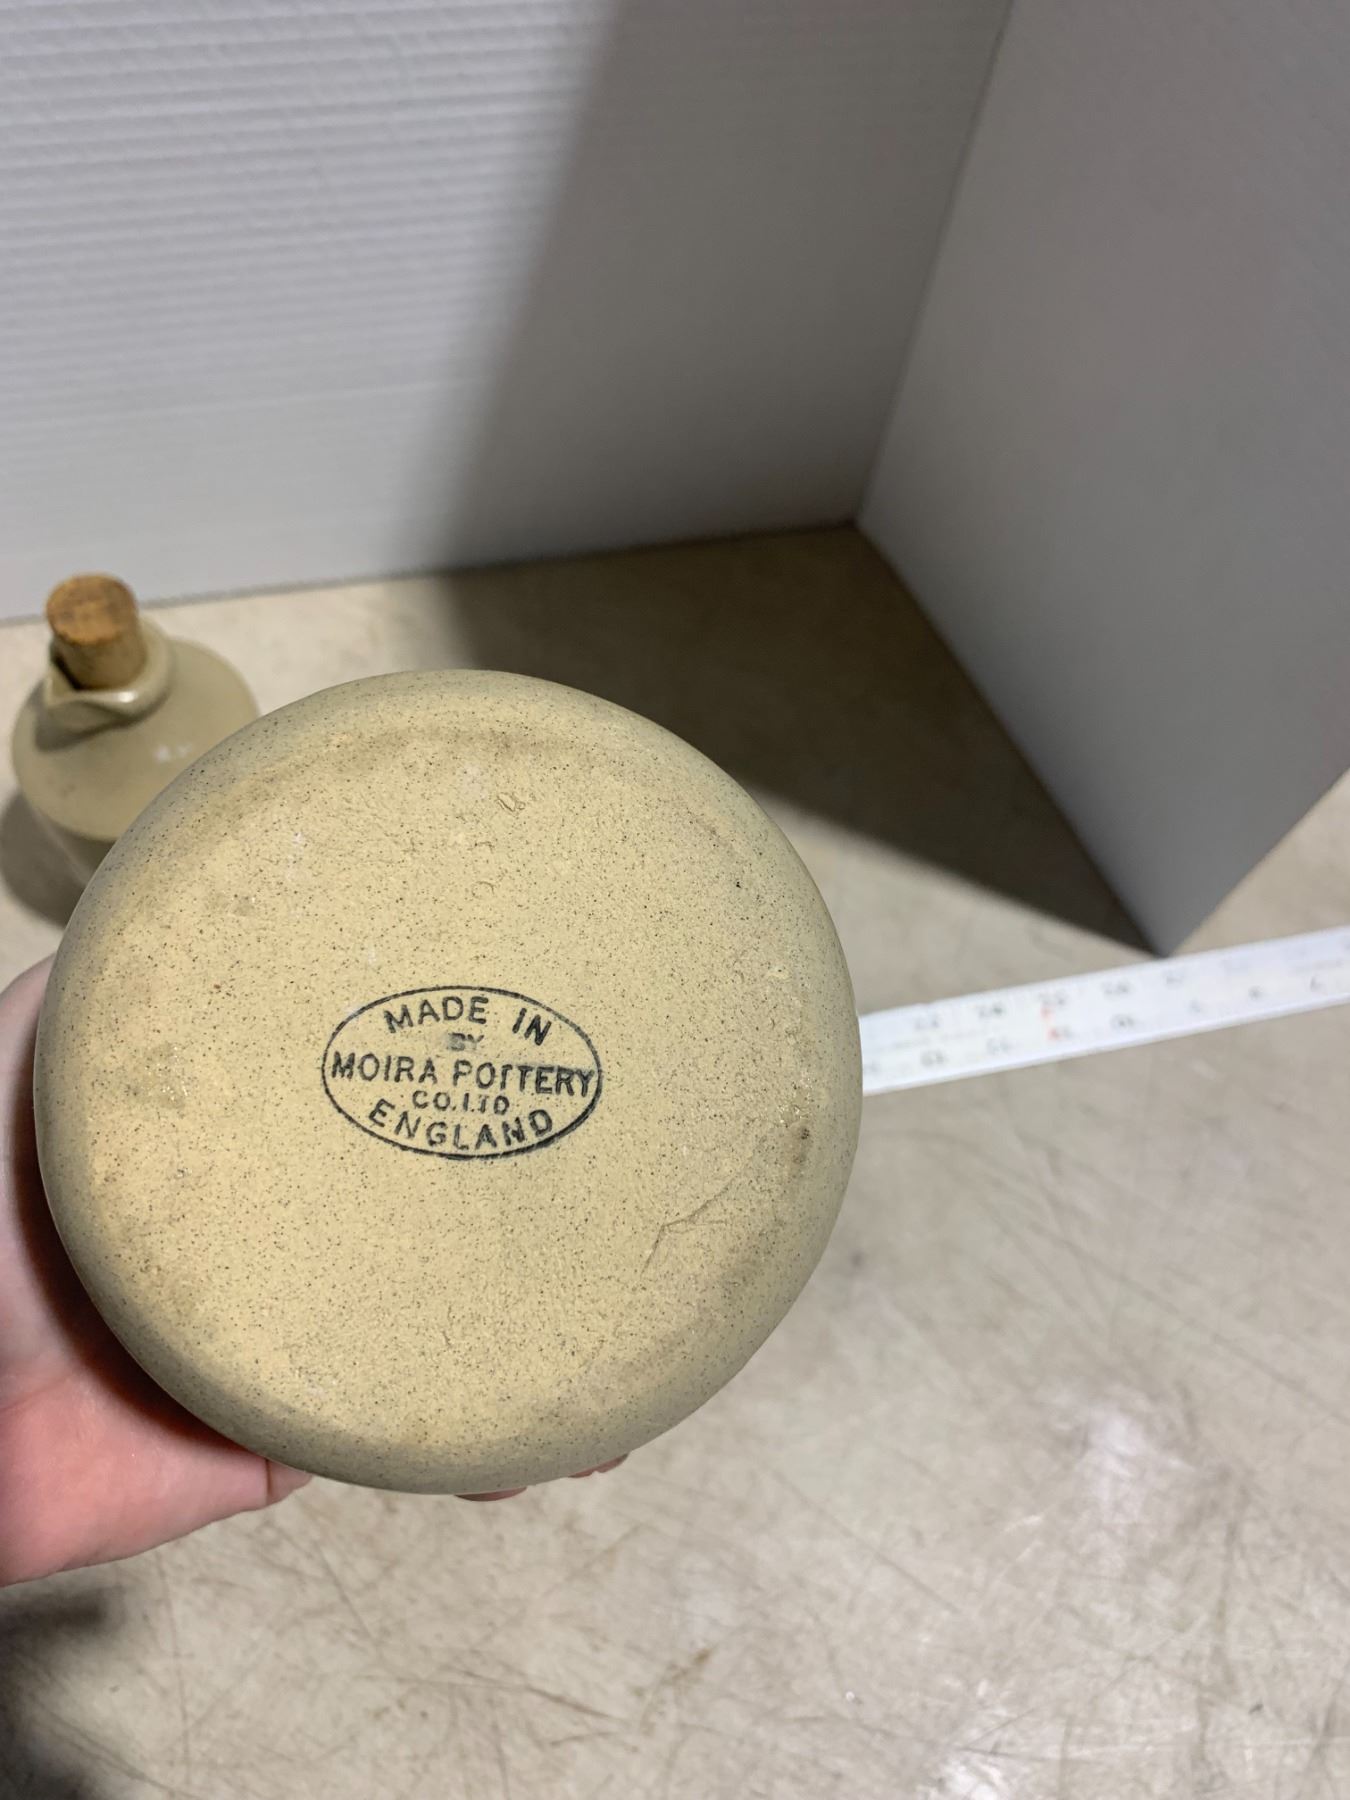 MADE IN
BY
MOIRA POTTERY
CO. LTD
ENGLAND